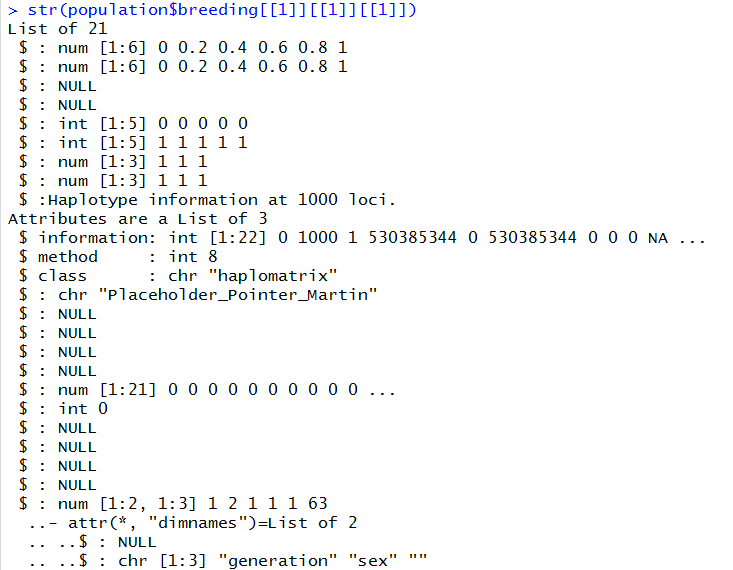 > str(population$breeding[[1]][[1]][[1]])
List of 21
 $ : num [1:6] 0 0.2 0.4 0.6 0.8 1
 $ : num [1:6] 0 0.2 0.4 0.6 0.8 1
 $ : NULL
 $ : NULL
 $ : int [1:5] 0 0 0 0 0
 $ : int [1:5] 1 1 1 1 1
 $ : num [1:3] 1 1 1
 $ : num [1:3] 1 1 1
 $ :Haplotype information at 1000 loci.
Attributes are a List of 3
 $ information: int [1:22] 0 1000 1 530385344 0 530385344 0 0 0 NA ...
 $ method     : int 8
 $ class      : chr "haplomatrix"
 $ : chr "Placeholder_Pointer_Martin"
 $ : NULL
 $ : NULL
 $ : NULL
 $ : NULL
 $ : num [1:21] 0 0 0 0 0 0 0 0 0 0 ...
 $ : int 0
 $ : NULL
 $ : NULL
 $ : NULL
 $ : NULL
 $ : num [1:2, 1:3] 1 2 1 1 1 63
  ..- attr(*, "dimnames")=List of 2
  .. ..$ : NULL
  .. ..$ : chr [1:3] "generation" "sex" ""